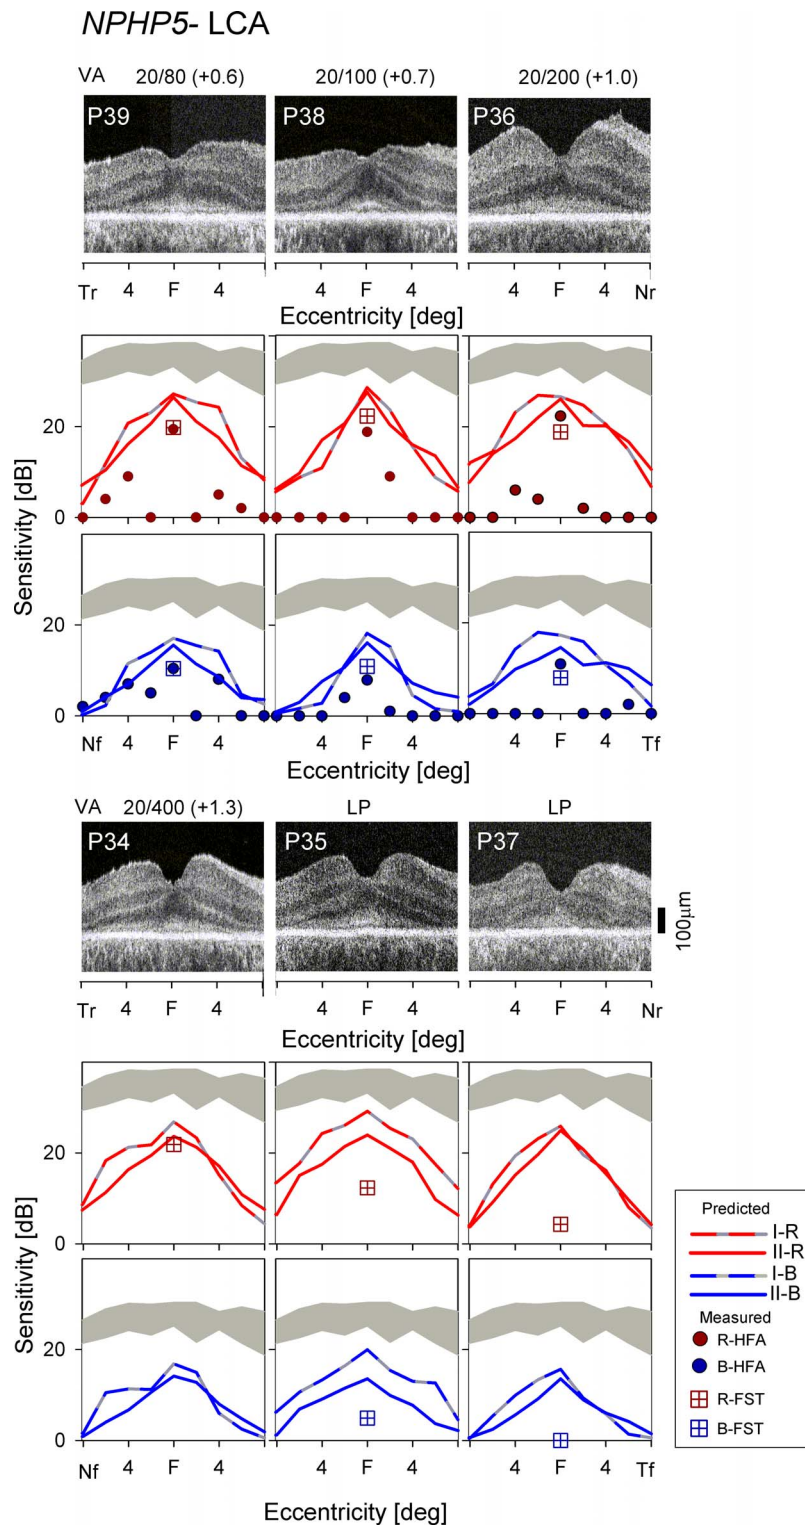 NPHP5- LCA
VA 20/80 (+0.6) 20/100 (+0.7) 20/200 (+1.0)
P39 P38 P36
Tr 4 F 4 4 F 4 4 F 4 Nr
Eccentricity [deg]
Sensitivity [dB]
20
0
20
0
Nf 4 F 4 4 F 4 4 F 4 Tf
Eccentricity [deg]
VA 20/400 (+1.3) LP LP
P34 P35 P37
100μm
Tr 4 F 4 4 F 4 4 F 4 Nr
Eccentricity [deg]
Sensitivity [dB]
20
0
20
0
Nf 4 F 4 4 F 4 4 F 4 Tf
Eccentricity [deg]
Predicted
I-R
II-R
I-B
II-B
Measured
R-HFA
B-HFA
R-FST
B-FST